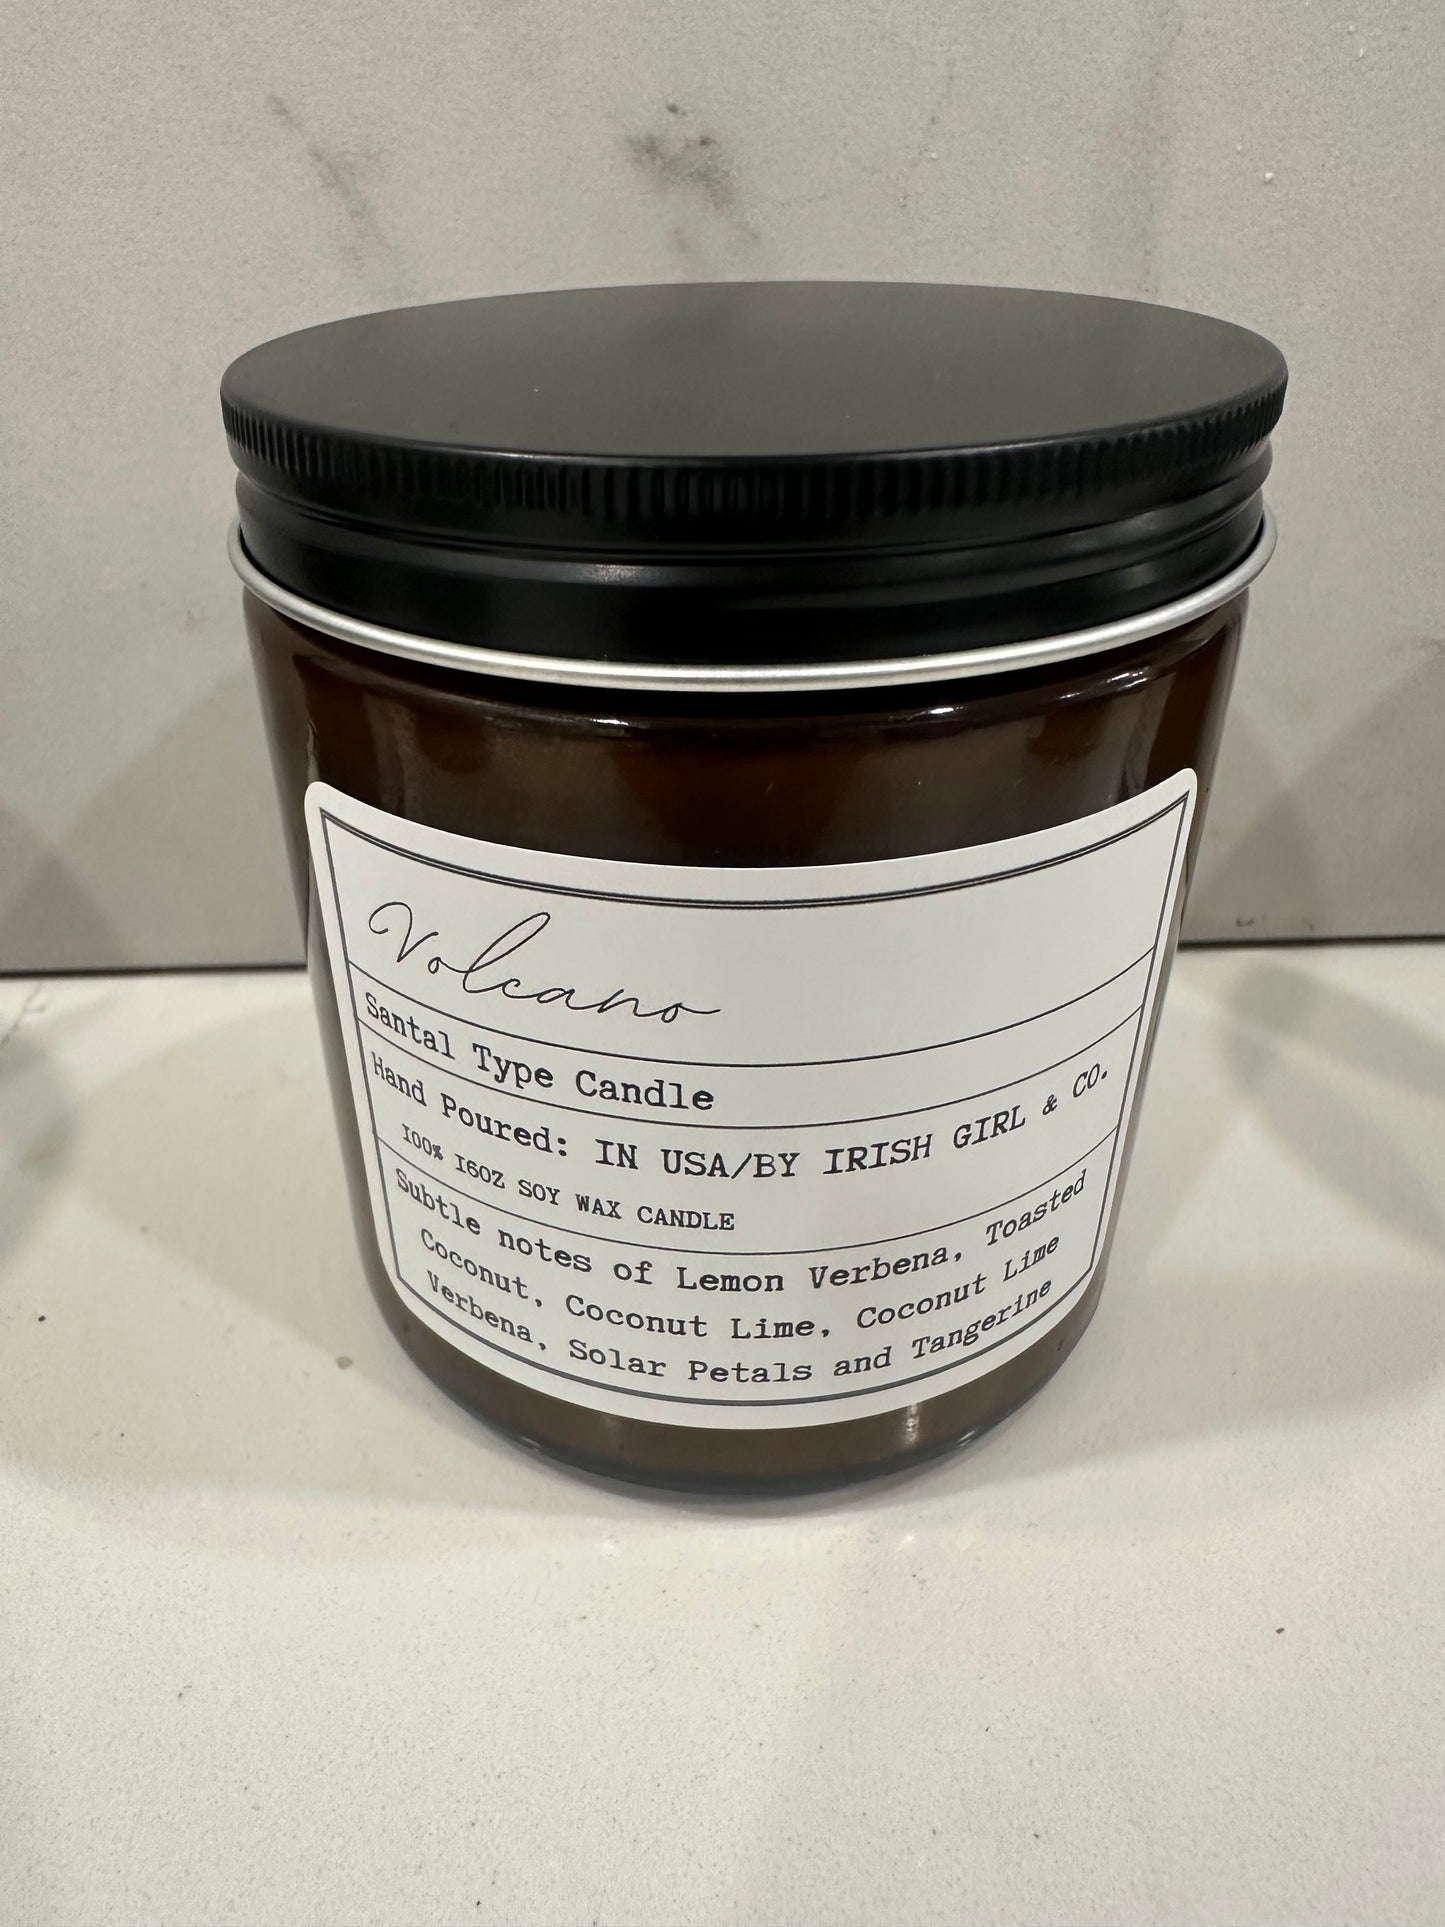 Volcano
Santal Type Candle
Hand Poured: IN USA/BY IRISH GIRL & CO.
100% 16OZ SOY WAX CANDLE
Subtle notes of Lemon Verbena, Toasted
Coconut, Coconut Lime, Coconut Lime
Verbena, Solar Petals and Tangerine